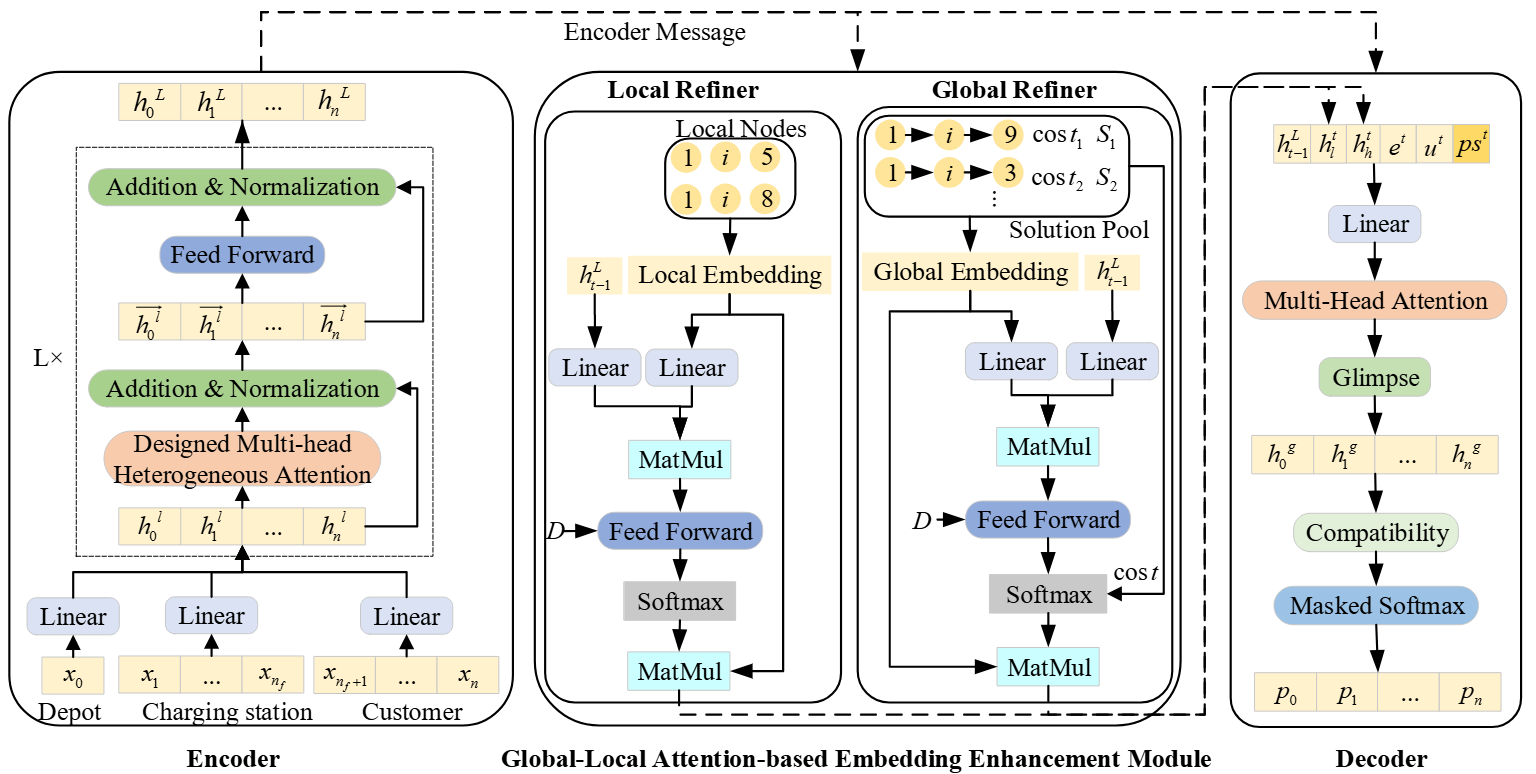 Encoder Message
h_0^L h_1^L ... h_n^L
Addition & Normalization
Feed Forward
\overrightarrow{h_0^l} \overrightarrow{h_1^l} ... \overrightarrow{h_n^l}
L×
Addition & Normalization
Designed Multi-head
Heterogeneous Attention
h_0^l h_1^l ... h_n^l
Linear Linear Linear
x_0 x_1 ... x_{n_f} x_{n_f+1} ... x_n
Depot Charging station Customer
Encoder
Local Refiner
Local Nodes
1 i 5
1 i 8
h_{t-1}^L Local Embedding
Linear Linear
MatMul
D Feed Forward
Softmax
MatMul
Global Refiner
1 i 9 cost_1 S_1
1 i 3 cost_2 S_2
⋮
Solution Pool
Global Embedding h_{t-1}^L
Linear Linear
MatMul
D Feed Forward
cost
Softmax
MatMul
Global-Local Attention-based Embedding Enhancement Module
h_{t-1}^L h_l^t h_h^t e^t u^t ps^t
Linear
Multi-Head Attention
Glimpse
h_0^g h_1^g ... h_n^g
Compatibility
Masked Softmax
p_0 p_1 ... p_n
Decoder